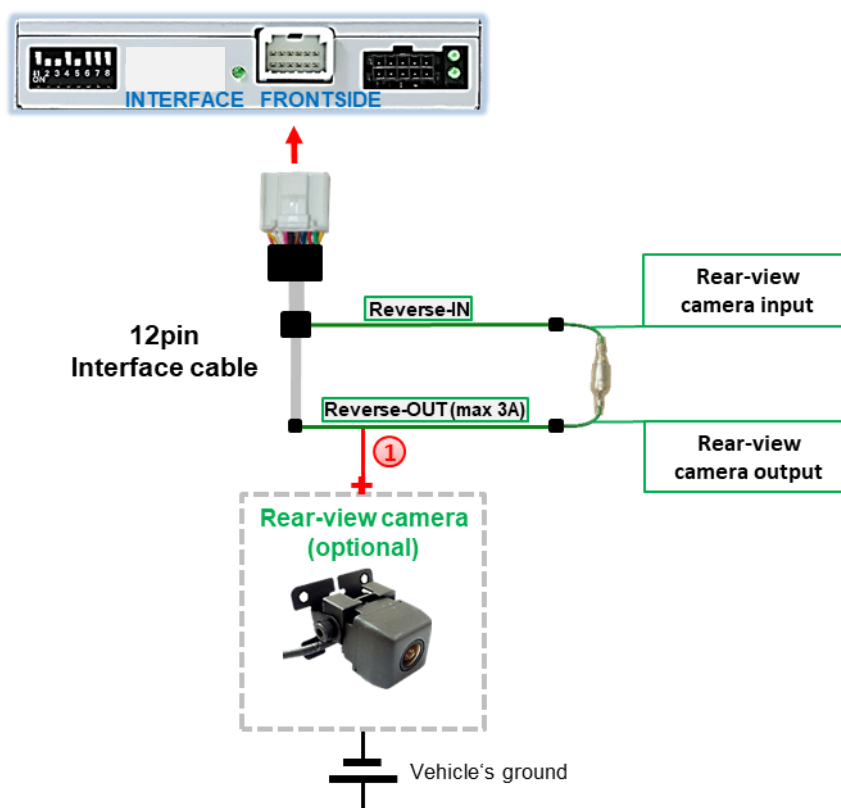 ON
1 2 3 4 5 6 7 8
INTERFACE FRONTSIDE
Reverse-IN
Rear-view
camera input
12pin
Interface cable
Reverse-OUT (max 3A)
Rear-view
camera output
1
Rear-view camera
(optional)
Vehicle‘s ground